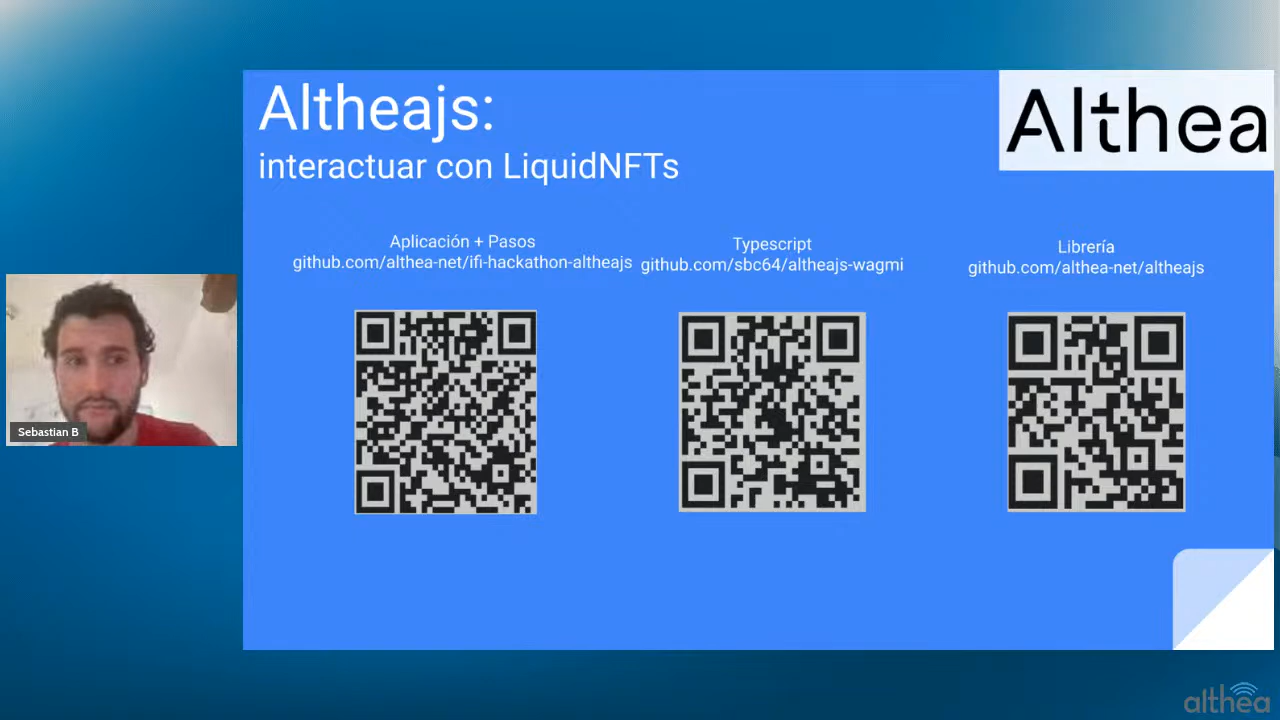 Altheajs:
interactuar con LiquidNFTs
Althea
Aplicación + Pasos
github.com/althea-net/ifi-hackathon-altheajs
Typescript
github.com/sbc64/altheajs-wagmi
Librería
github.com/althea-net/altheajs
Sebastian B
althea